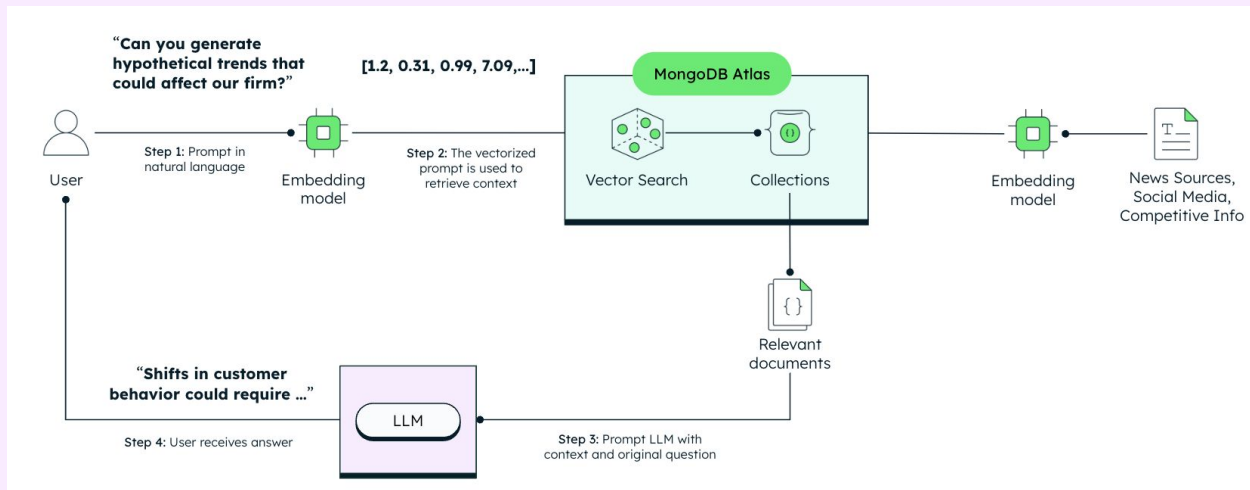 “Can you generate
hypothetical trends that
could affect our firm?”
[1.2, 0.31, 0.99, 7.09,...]
MongoDB Atlas
User
Step 1: Prompt in
natural language
Embedding
model
Step 2: The vectorized
prompt is used to
retrieve context
Vector Search
{}
Collections
Embedding
model
T
News Sources,
Social Media,
Competitive Info
{}
Relevant
documents
“Shifts in customer
behavior could require ...”
LLM
Step 4: User receives answer
Step 3: Prompt LLM with
context and original question